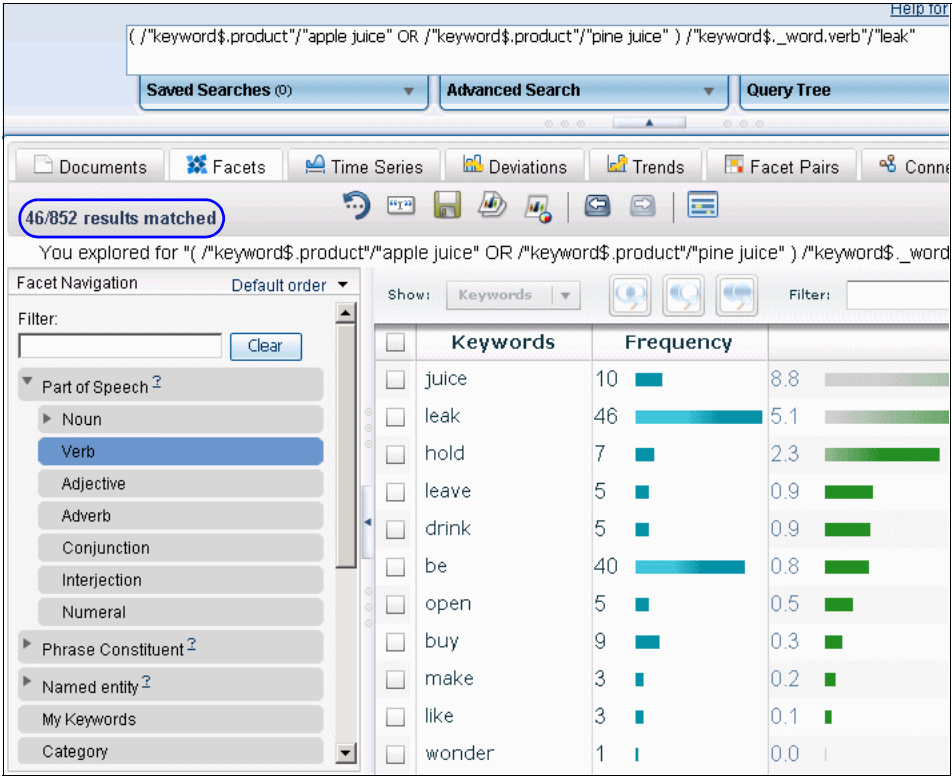 Help for
( /"keyword$.product"/"apple juice" OR /"keyword$.product"/"pine juice" ) /"keyword$._word.verb"/"leak"
Saved Searches (0) Advanced Search Query Tree
Documents Facets Time Series Deviations Trends Facet Pairs Conne
46/852 results matched
You explored for "( /"keyword$.product"/"apple juice" OR /"keyword$.product"/"pine juice" ) /"keyword$._word
Facet Navigation Default order
Show: Keywords Filter:
Filter:
Clear
Keywords Frequency
Part of Speech ?
Noun
Verb
Adjective
Adverb
Conjunction
Interjection
Numeral
Phrase Constituent ?
Named entity ?
My Keywords
Category
juice 10 8.8
leak 46 5.1
hold 7 2.3
leave 5 0.9
drink 5 0.9
be 40 0.8
open 5 0.5
buy 9 0.3
make 3 0.2
like 3 0.1
wonder 1 0.0